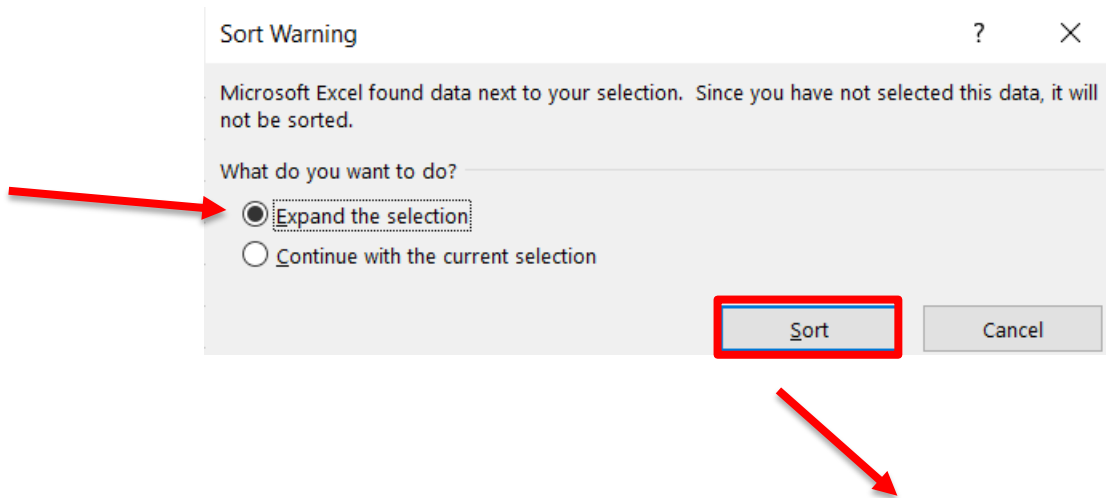 Sort Warning ?
Microsoft Excel found data next to your selection.  Since you have not selected this data, it will
not be sorted.
What do you want to do?
Expand the selection
Continue with the current selection
Sort Cancel